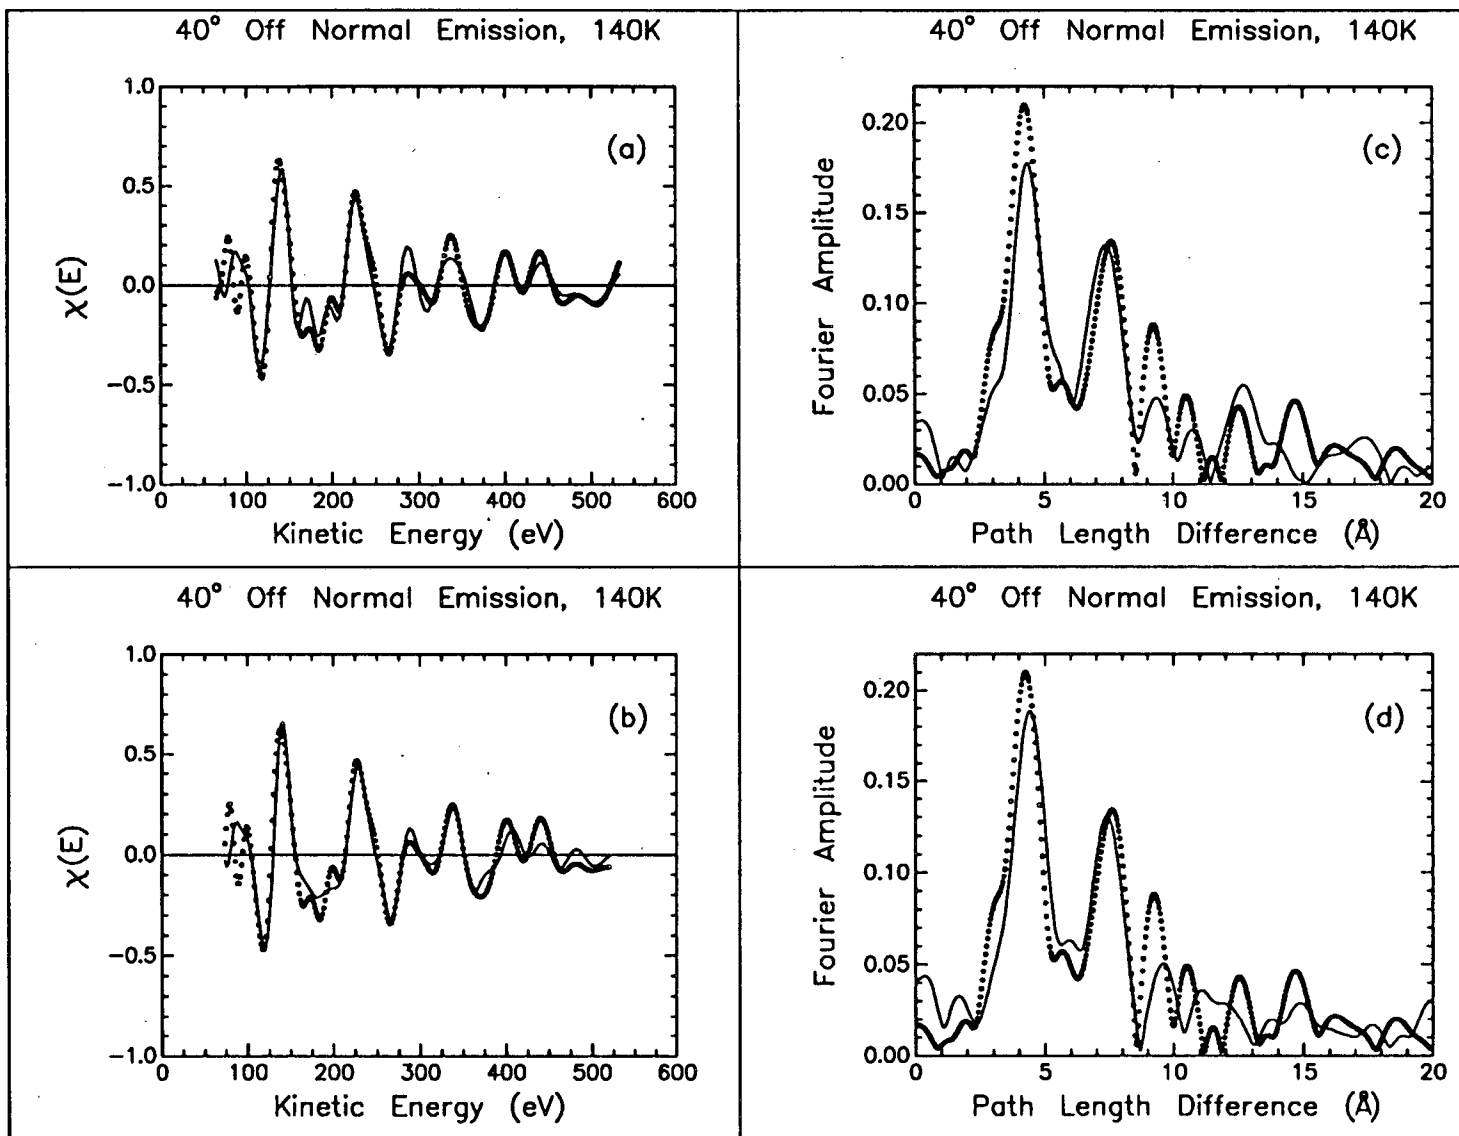 40° Off Normal Emission, 140K
(a)
1.0
0.5
0.0
−0.5
−1.0
0 100 200 300 400 500 600
χ(E)
Kinetic Energy (eV)
40° Off Normal Emission, 140K
(c)
0.20
0.15
0.10
0.05
0.00
0 5 10 15 20
Fourier Amplitude
Path Length Difference (Å)
40° Off Normal Emission, 140K
(b)
1.0
0.5
0.0
−0.5
−1.0
0 100 200 300 400 500 600
χ(E)
Kinetic Energy (eV)
40° Off Normal Emission, 140K
(d)
0.20
0.15
0.10
0.05
0.00
0 5 10 15 20
Fourier Amplitude
Path Length Difference (Å)